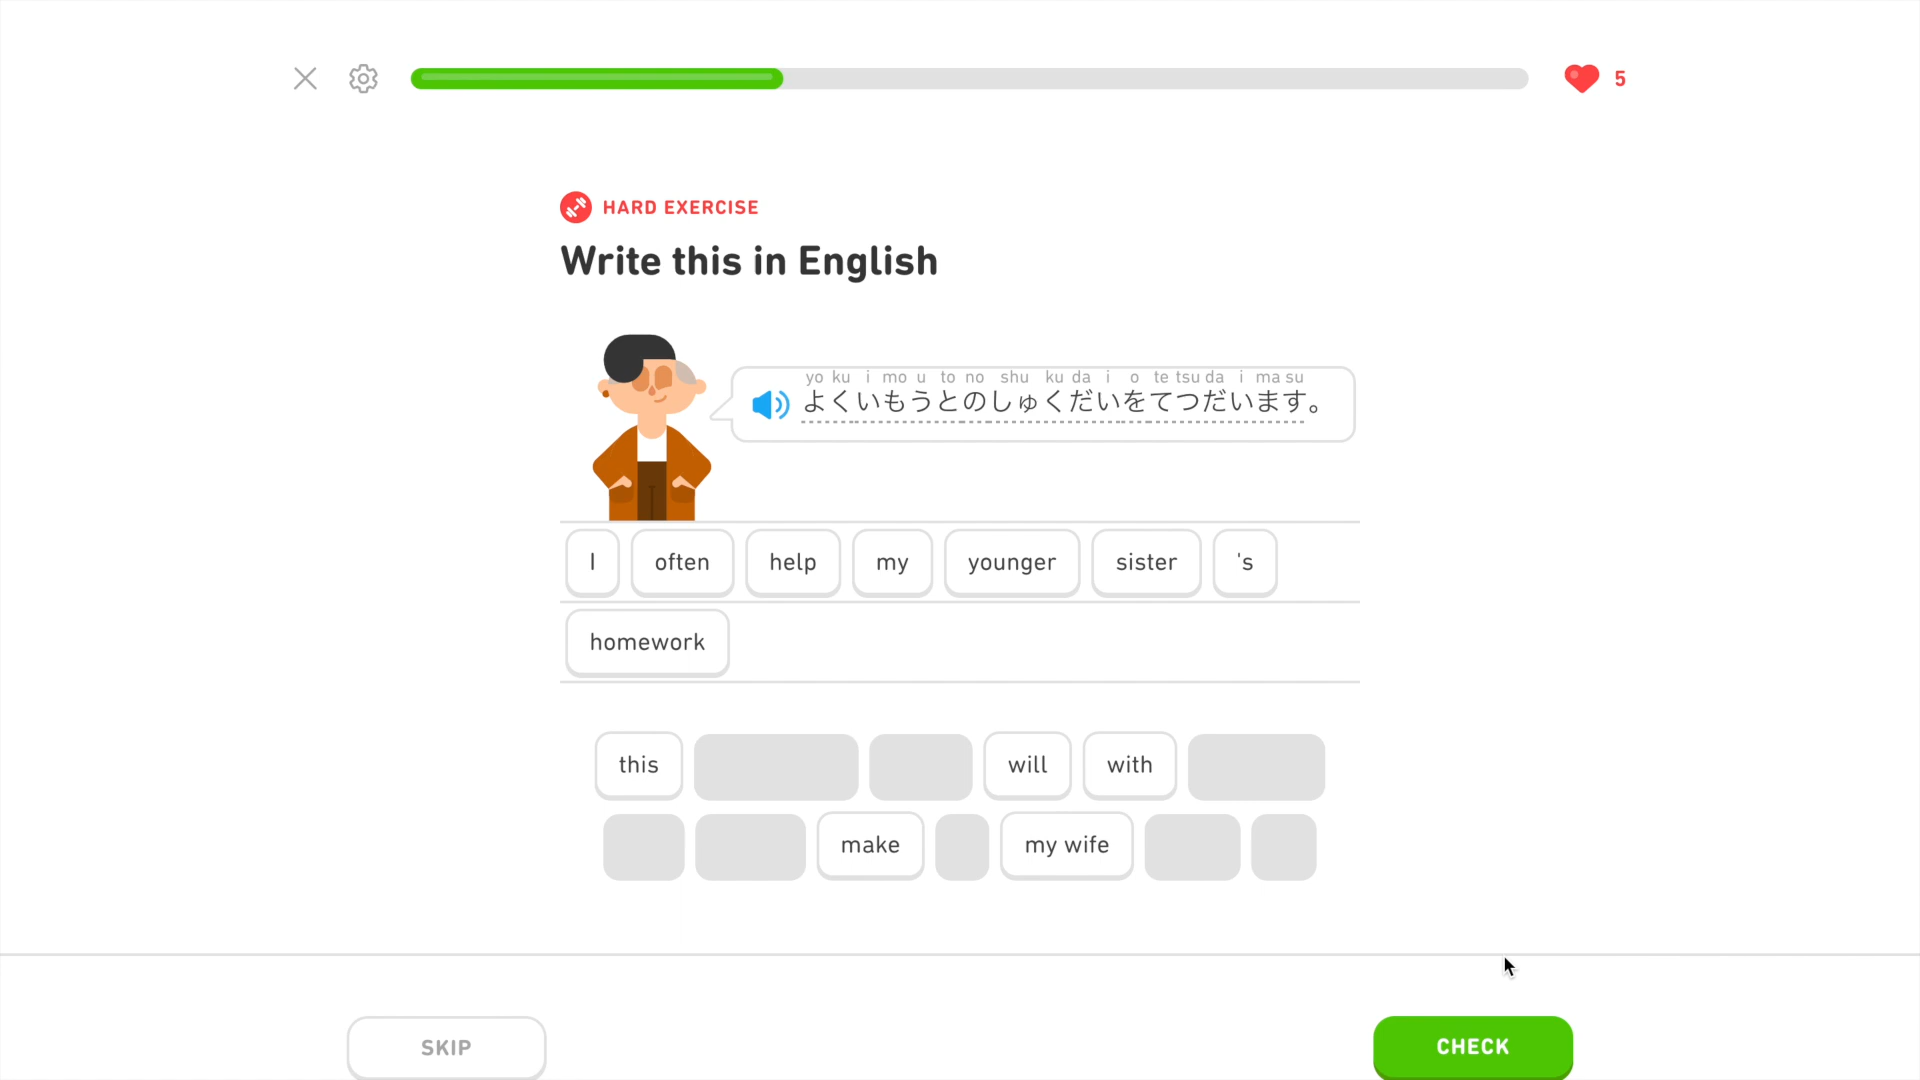 5
HARD EXERCISE
Write this in English
yo ku i mo u to no shu ku da i o te tsu da i ma su
よくいもうとのしゅくだいをてつだいます。
I often help my younger sister 's
homework
this will with
make my wife
SKIP CHECK